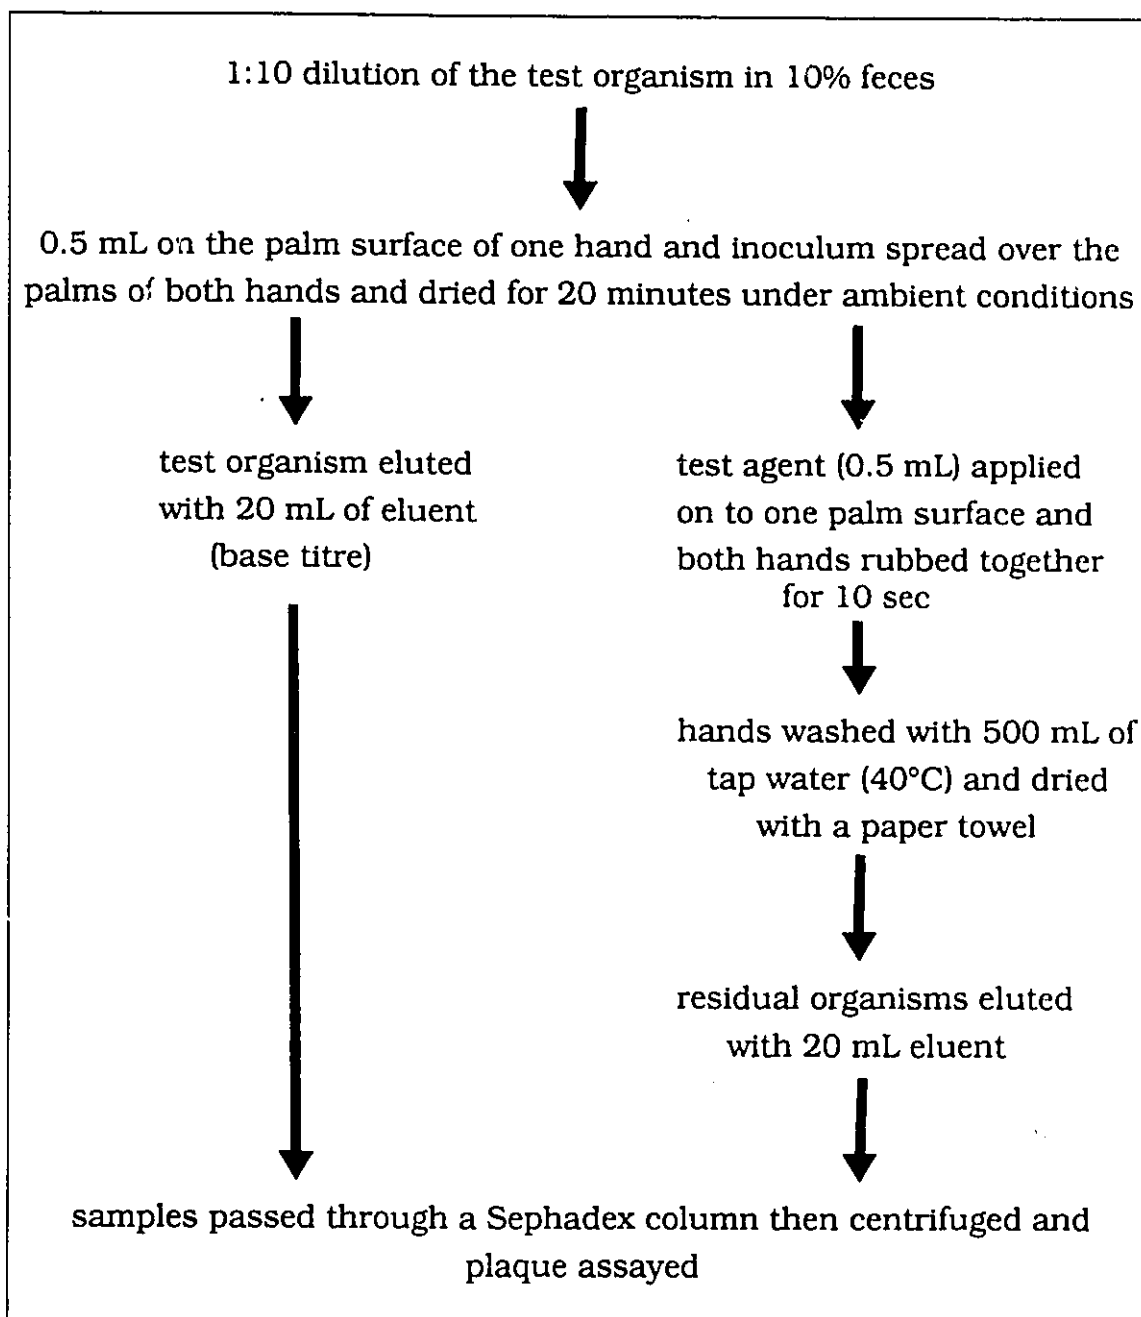 1:10 dilution of the test organism in 10% feces
0.5 mL on the palm surface of one hand and inoculum spread over the
palms of both hands and dried for 20 minutes under ambient conditions
test organism eluted
with 20 mL of eluent
(base titre)
test agent (0.5 mL) applied
on to one palm surface and
both hands rubbed together
for 10 sec
hands washed with 500 mL of
tap water (40°C) and dried
with a paper towel
residual organisms eluted
with 20 mL eluent
samples passed through a Sephadex column then centrifuged and
plaque assayed